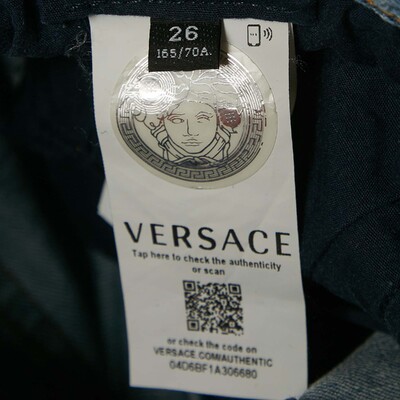 26
165/70A.
VERSACE
Tap here to check the authenticity
or scan
or check the code on
VERSACE.COM/AUTHENTIC
04D6BF1A306680